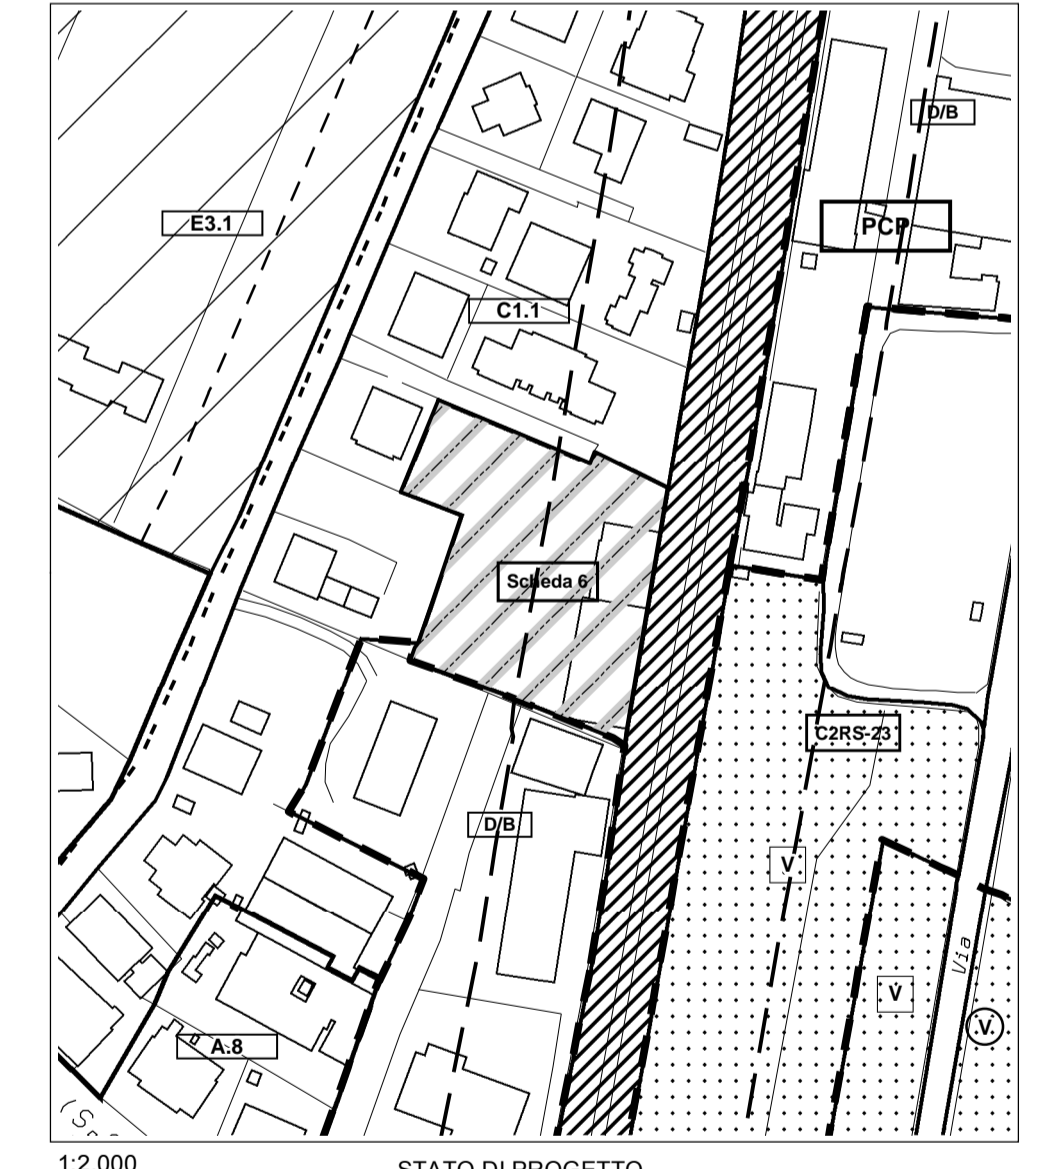 D/B
E3.1
PCP
C1.1
Scheda 6
C2RS-23
D/B
V
V
Via
V
A.8
1:2.000
STATO DI PROGETTO